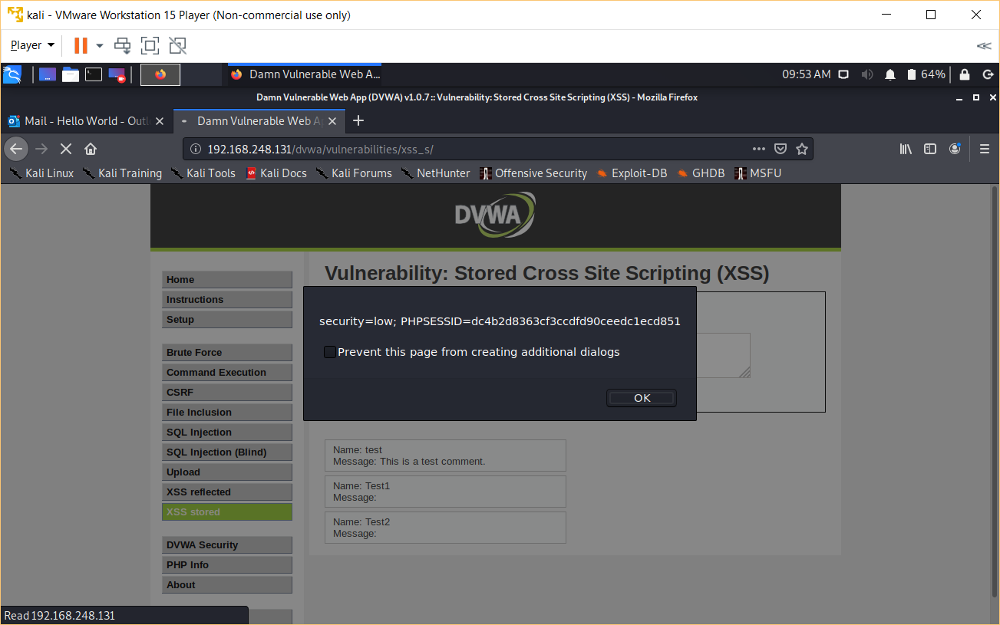 kali - VMware Workstation 15 Player (Non-commercial use only)
Player
Damn Vulnerable Web A...
09:53 AM
64%
Damn Vulnerable Web App (DVWA) v1.0.7 :: Vulnerability: Stored Cross Site Scripting (XSS) - Mozilla Firefox
Mail - Hello World - Outl
Damn Vulnerable Web Ap
192.168.248.131/dvwa/vulnerabilities/xss_s/
Kali Linux Kali Training Kali Tools Kali Docs Kali Forums NetHunter Offensive Security Exploit-DB GHDB MSFU
DVWA
Home
Instructions
Setup
Brute Force
Command Execution
CSRF
File Inclusion
SQL Injection
SQL Injection (Blind)
Upload
XSS reflected
XSS stored
DVWA Security
PHP Info
About
Vulnerability: Stored Cross Site Scripting (XSS)
security=low; PHPSESSID=dc4b2d8363cf3ccdfd90ceedc1ecd851
Prevent this page from creating additional dialogs
OK
Name: test
Message: This is a test comment.
Name: Test1
Message:
Name: Test2
Message:
Read 192.168.248.131